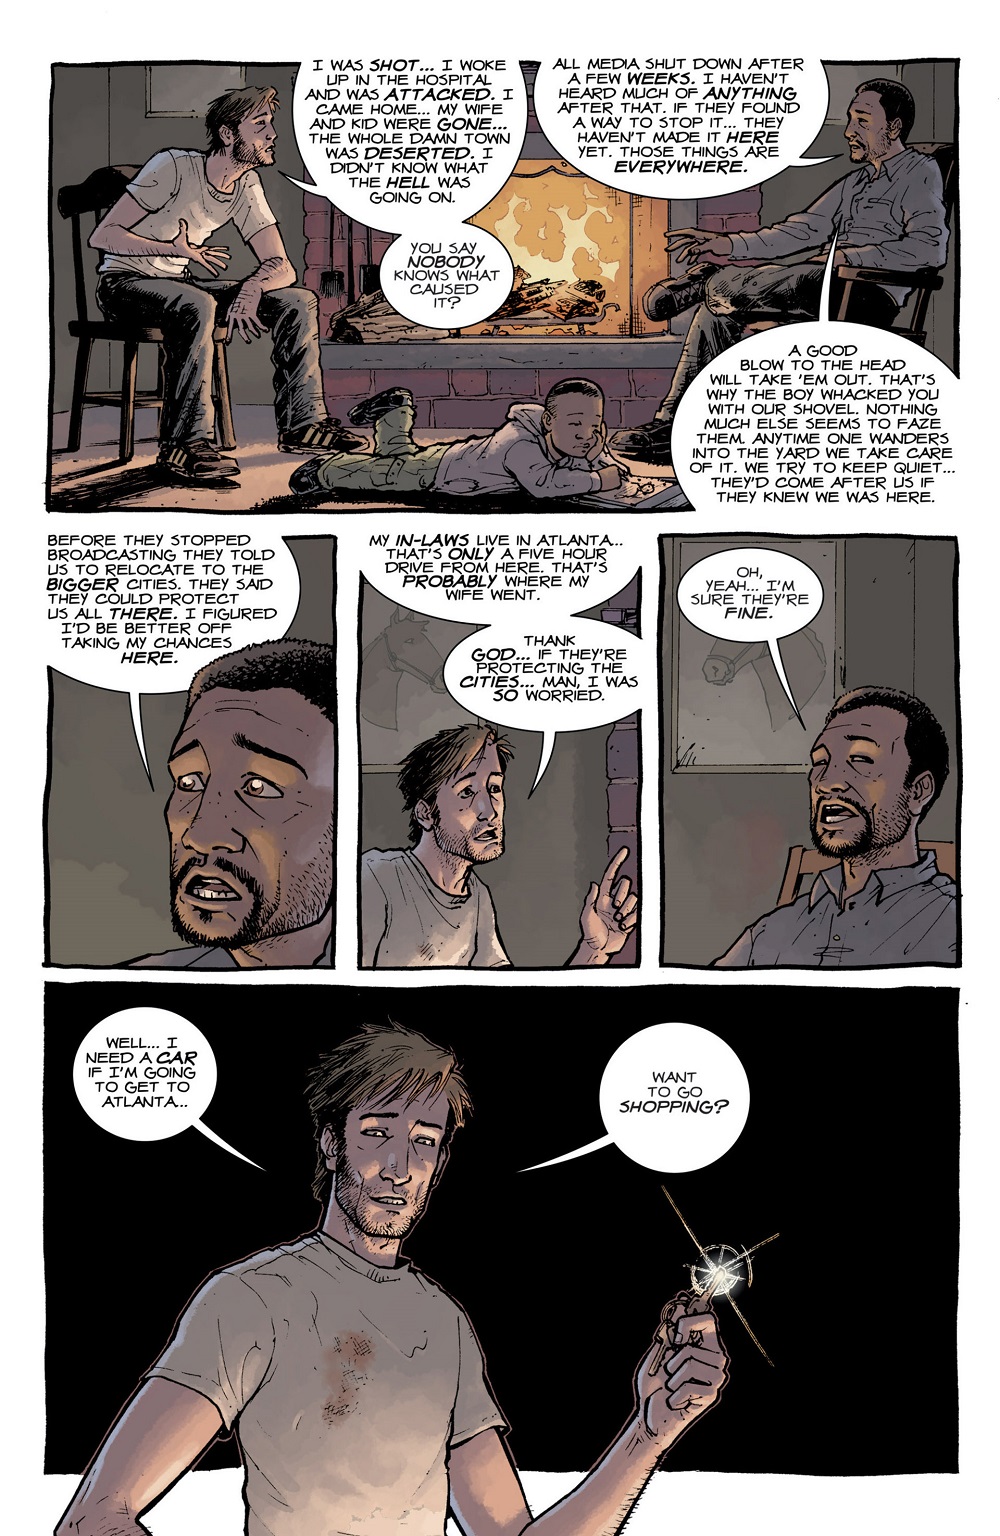 I WAS SHOT... I WOKE
UP IN THE HOSPITAL
AND WAS ATTACKED. I
CAME HOME... MY WIFE
AND KID WERE GONE...
THE WHOLE DAMN TOWN
WAS DESERTED. I
DIDN'T KNOW WHAT
THE HELL WAS
GOING ON.
YOU SAY
NOBODY
KNOWS WHAT
CAUSED
IT?
ALL MEDIA SHUT DOWN AFTER
A FEW WEEKS. I HAVEN'T
HEARD MUCH OF ANYTHING
AFTER THAT. IF THEY FOUND
A WAY TO STOP IT... THEY
HAVEN'T MADE IT HERE
YET. THOSE THINGS ARE
EVERYWHERE.
A GOOD
BLOW TO THE HEAD
WILL TAKE 'EM OUT. THAT'S
WHY THE BOY WHACKED YOU
WITH OUR SHOVEL. NOTHING
MUCH ELSE SEEMS TO FAZE
THEM. ANYTIME ONE WANDERS
INTO THE YARD WE TAKE CARE
OF IT. WE TRY TO KEEP QUIET...
THEY'D COME AFTER US IF
THEY KNEW WE WAS HERE.
BEFORE THEY STOPPED
BROADCASTING THEY TOLD
US TO RELOCATE TO THE
BIGGER CITIES. THEY SAID
THEY COULD PROTECT
US ALL THERE. I FIGURED
I'D BE BETTER OFF
TAKING MY CHANCES
HERE.
MY IN-LAWS LIVE IN ATLANTA...
THAT'S ONLY A FIVE HOUR
DRIVE FROM HERE. THAT'S
PROBABLY WHERE MY
WIFE WENT.
THANK
GOD... IF THEY'RE
PROTECTING THE
CITIES... MAN, I WAS
SO WORRIED.
OH,
YEAH... I'M
SURE THEY'RE
FINE.
WELL... I
NEED A CAR
IF I'M GOING
TO GET TO
ATLANTA...
WANT
TO GO
SHOPPING?